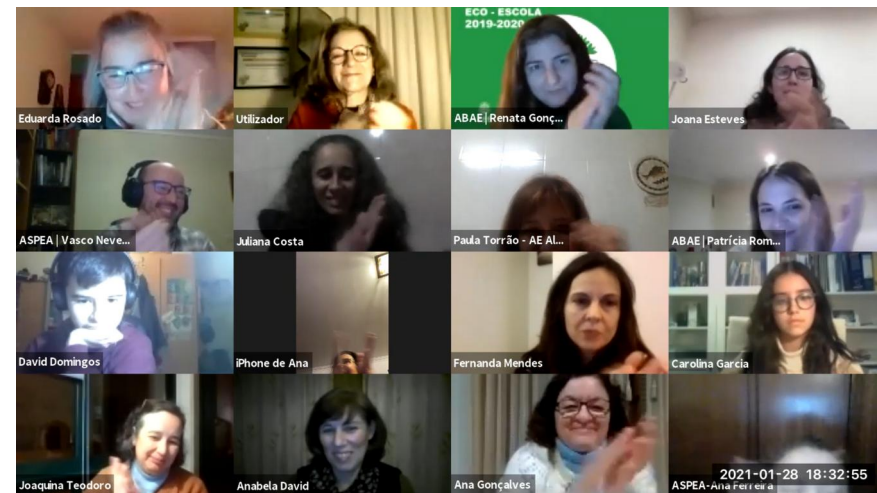 ECO - ESCOLA
2019-2020
Eduarda Rosado
Utilizador
ABAE | Renata Gonç...
Joana Esteves
ASPEA | Vasco Neve...
Juliana Costa
Paula Torrão - AE Al...
ABAE | Patrícia Rom...
David Domingos
iPhone de Ana
Fernanda Mendes
Carolina Garcia
Joaquina Teodoro
Anabela David
Ana Gonçalves
ASPEA-Ana Ferreira
2021-01-28 18:32:55